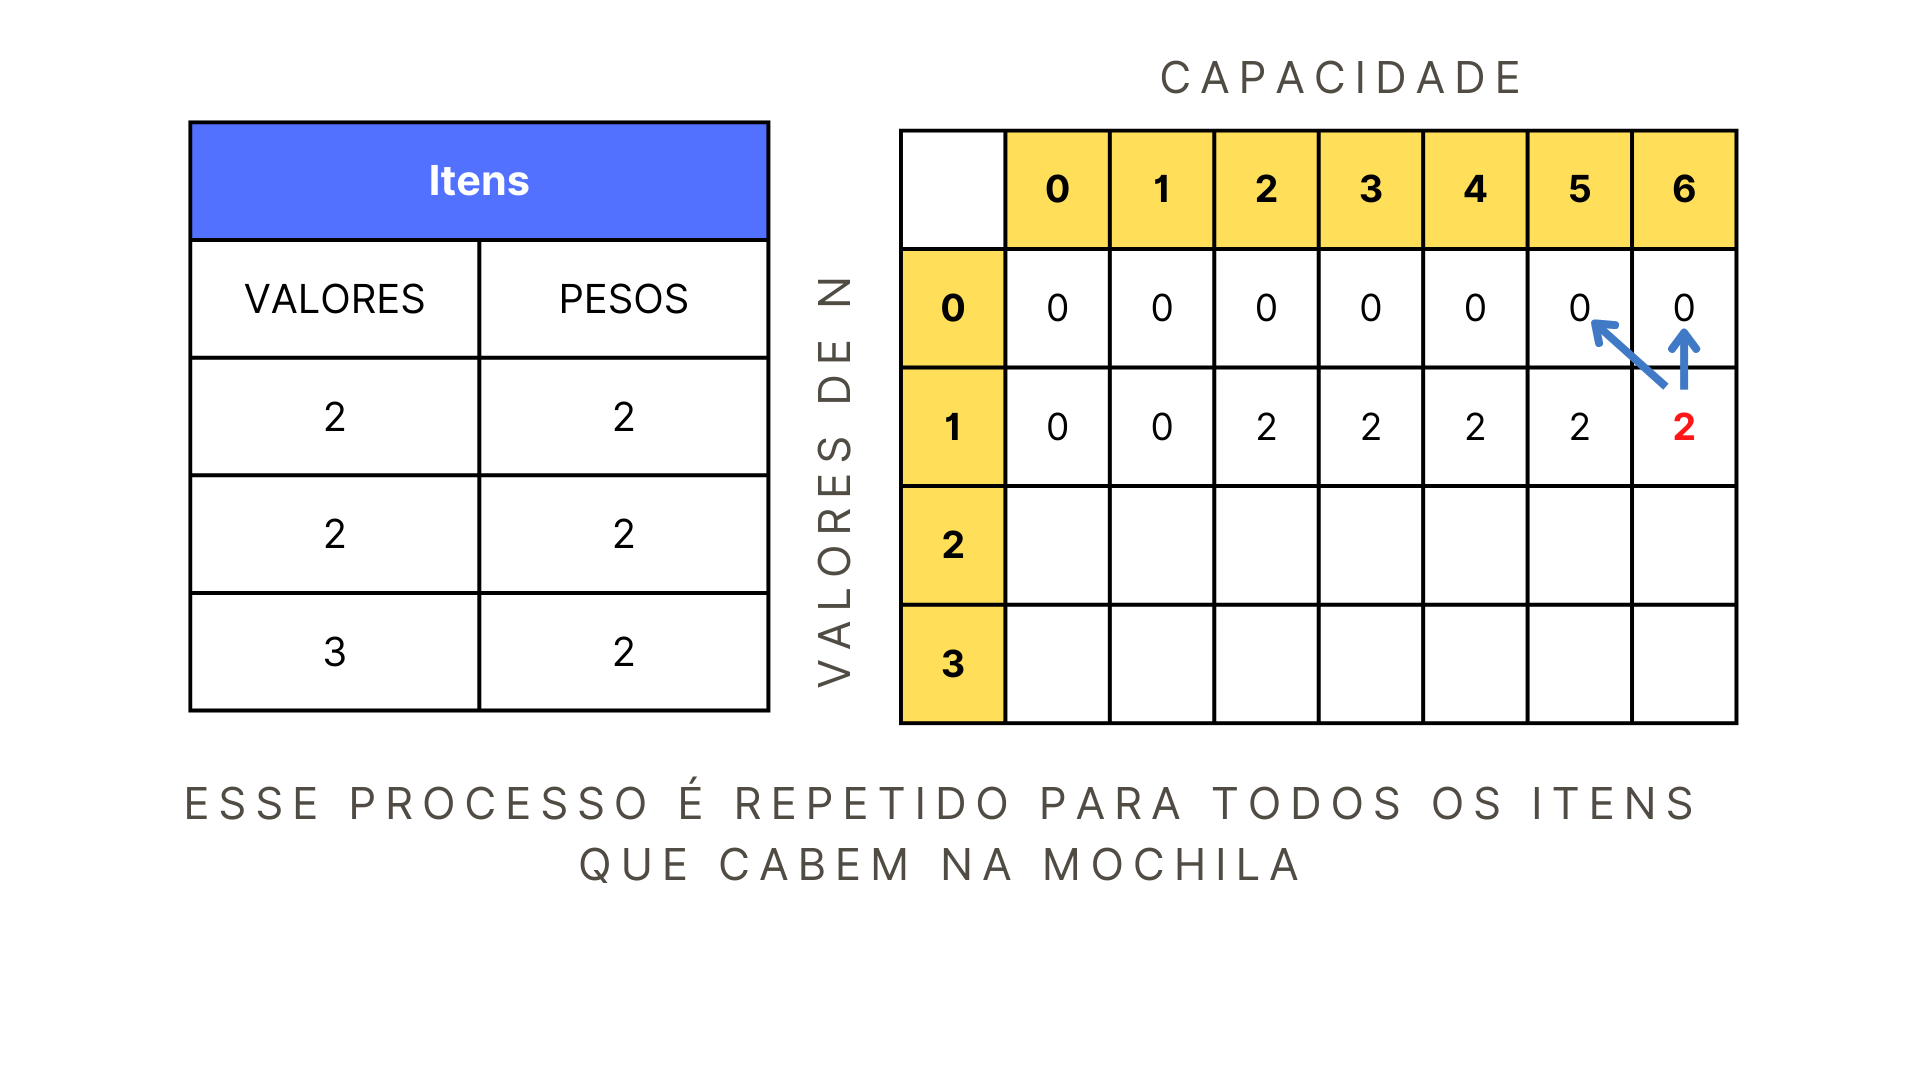 Itens
VALORES PESOS
2 2
2 2
3 2
VALORES DE N
CAPACIDADE
0 1 2 3 4 5 6
0 0 0 0 0 0 0 0
1 0 0 2 2 2 2 2
2
3
ESSE PROCESSO É REPETIDO PARA TODOS OS ITENS
QUE CABEM NA MOCHILA